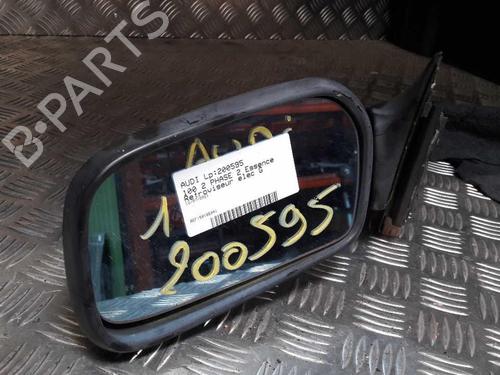 B-PARTS
AUDI
1
AUDI Lp:200595
100 2 PHASE 2 Essence
Retroviseur elec G
200595